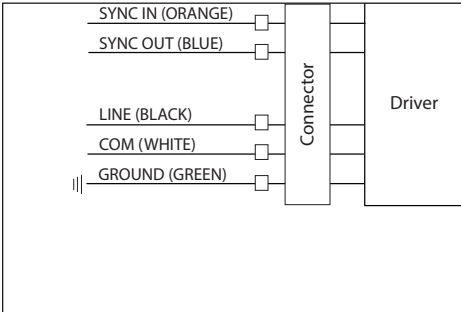 SYNC IN (ORANGE)
SYNC OUT (BLUE)
LINE (BLACK)
COM (WHITE)
GROUND (GREEN)
Connector
Driver